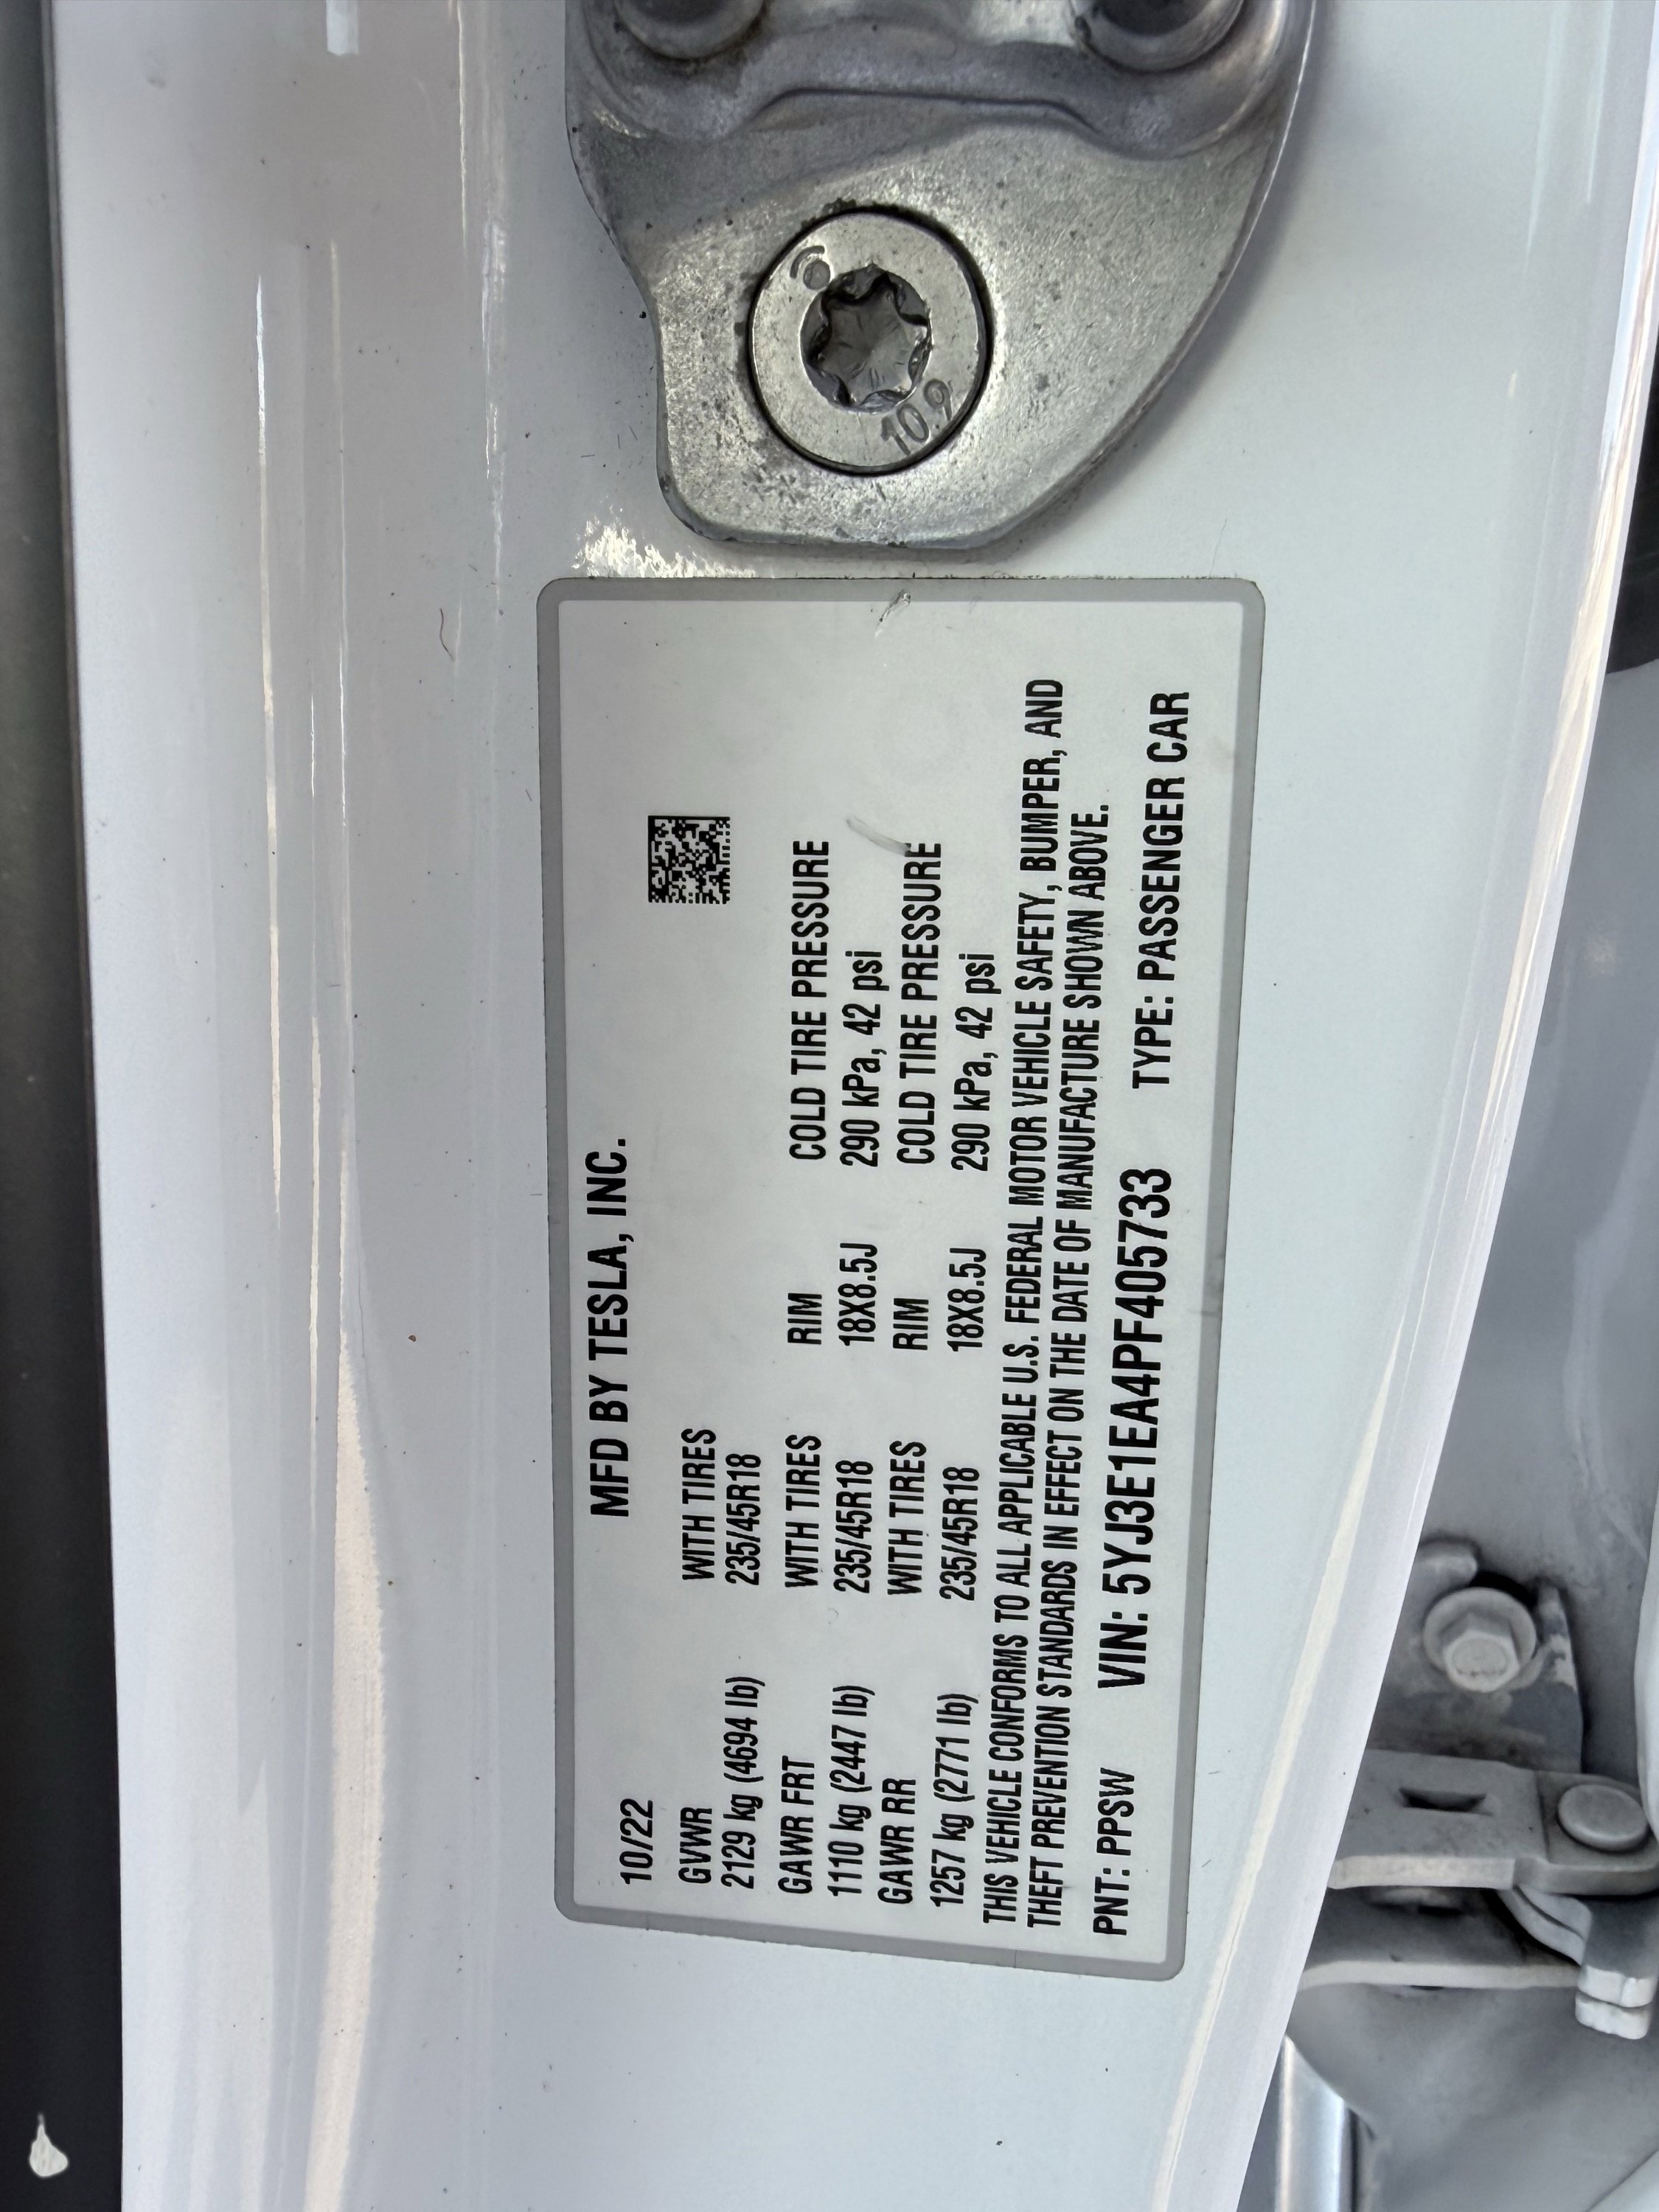 10.9
MFD BY TESLA, INC.
10/22
GVWR WITH TIRES
2129 kg (4694 lb) 235/45R18
GAWR FRT WITH TIRES RIM COLD TIRE PRESSURE
1110 kg (2447 lb) 235/45R18 18X8.5J 290 kPa, 42 psi
GAWR RR WITH TIRES RIM COLD TIRE PRESSURE
1257 kg (2771 lb) 235/45R18 18X8.5J 290 kPa, 42 psi
THIS VEHICLE CONFORMS TO ALL APPLICABLE U.S. FEDERAL MOTOR VEHICLE SAFETY, BUMPER, AND
THEFT PREVENTION STANDARDS IN EFFECT ON THE DATE OF MANUFACTURE SHOWN ABOVE.
PNT: PPSW VIN: 5YJ3E1EA4PF405733 TYPE: PASSENGER CAR